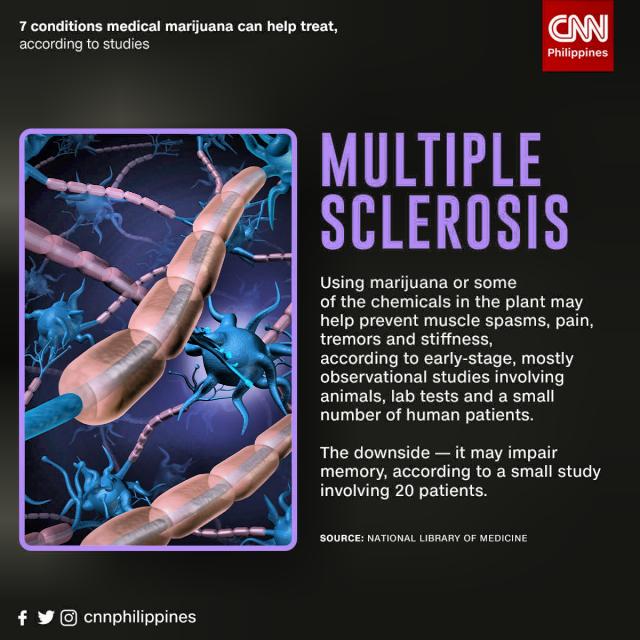 7 conditions medical marijuana can help treat,
according to studies
CNN
Philippines
MULTIPLE
SCLEROSIS
Using marijuana or some
of the chemicals in the plant may
help prevent muscle spasms, pain,
tremors and stiffness,
according to early-stage, mostly
observational studies involving
animals, lab tests and a small
number of human patients.
The downside — it may impair
memory, according to a small study
involving 20 patients.
SOURCE: NATIONAL LIBRARY OF MEDICINE
cnnphilippines